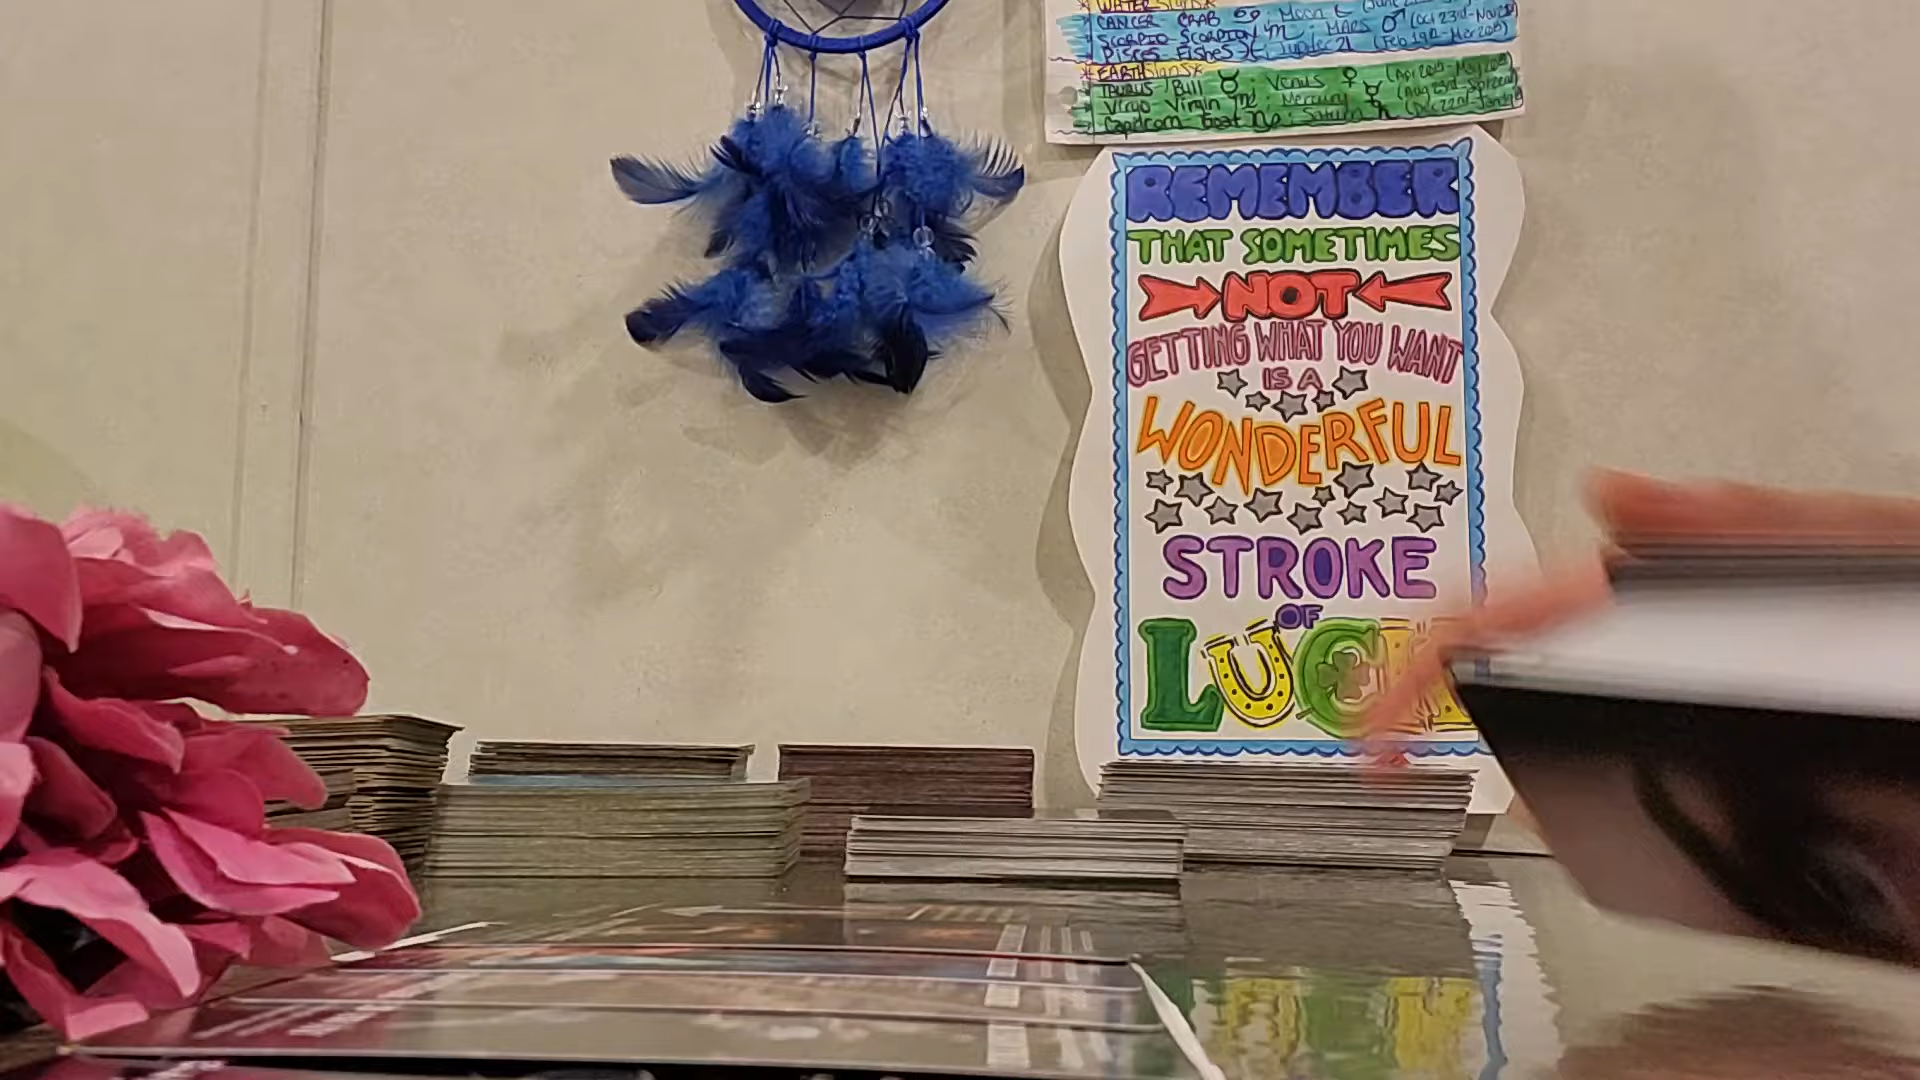 *WATER Signs*
CANCER CRAB ♋ ; Moon ☾
SCORPIO-SCORPION ♏ ; MARS ♂ (Oct 23rd-Nov
PISCES-Fishes ♓ ; Jupiter ♃ (Feb 19th-Mar 20th)
*EARTH Signs*
TAURUS Bull ♉ ; Venus ♀ (Apr 20th-May 20th)
Virgo-Virgin ♍ ; Mercury ☿ (Aug 23rd-Sept 22nd)
Capricorn-Goat ♑ ; Saturn ♄ (Dec 22nd-Jan 19th)
REMEMBER
THAT SOMETIMES
NOT
GETTING WHAT YOU WANT
IS A
WONDERFUL
STROKE
OF
LUCK